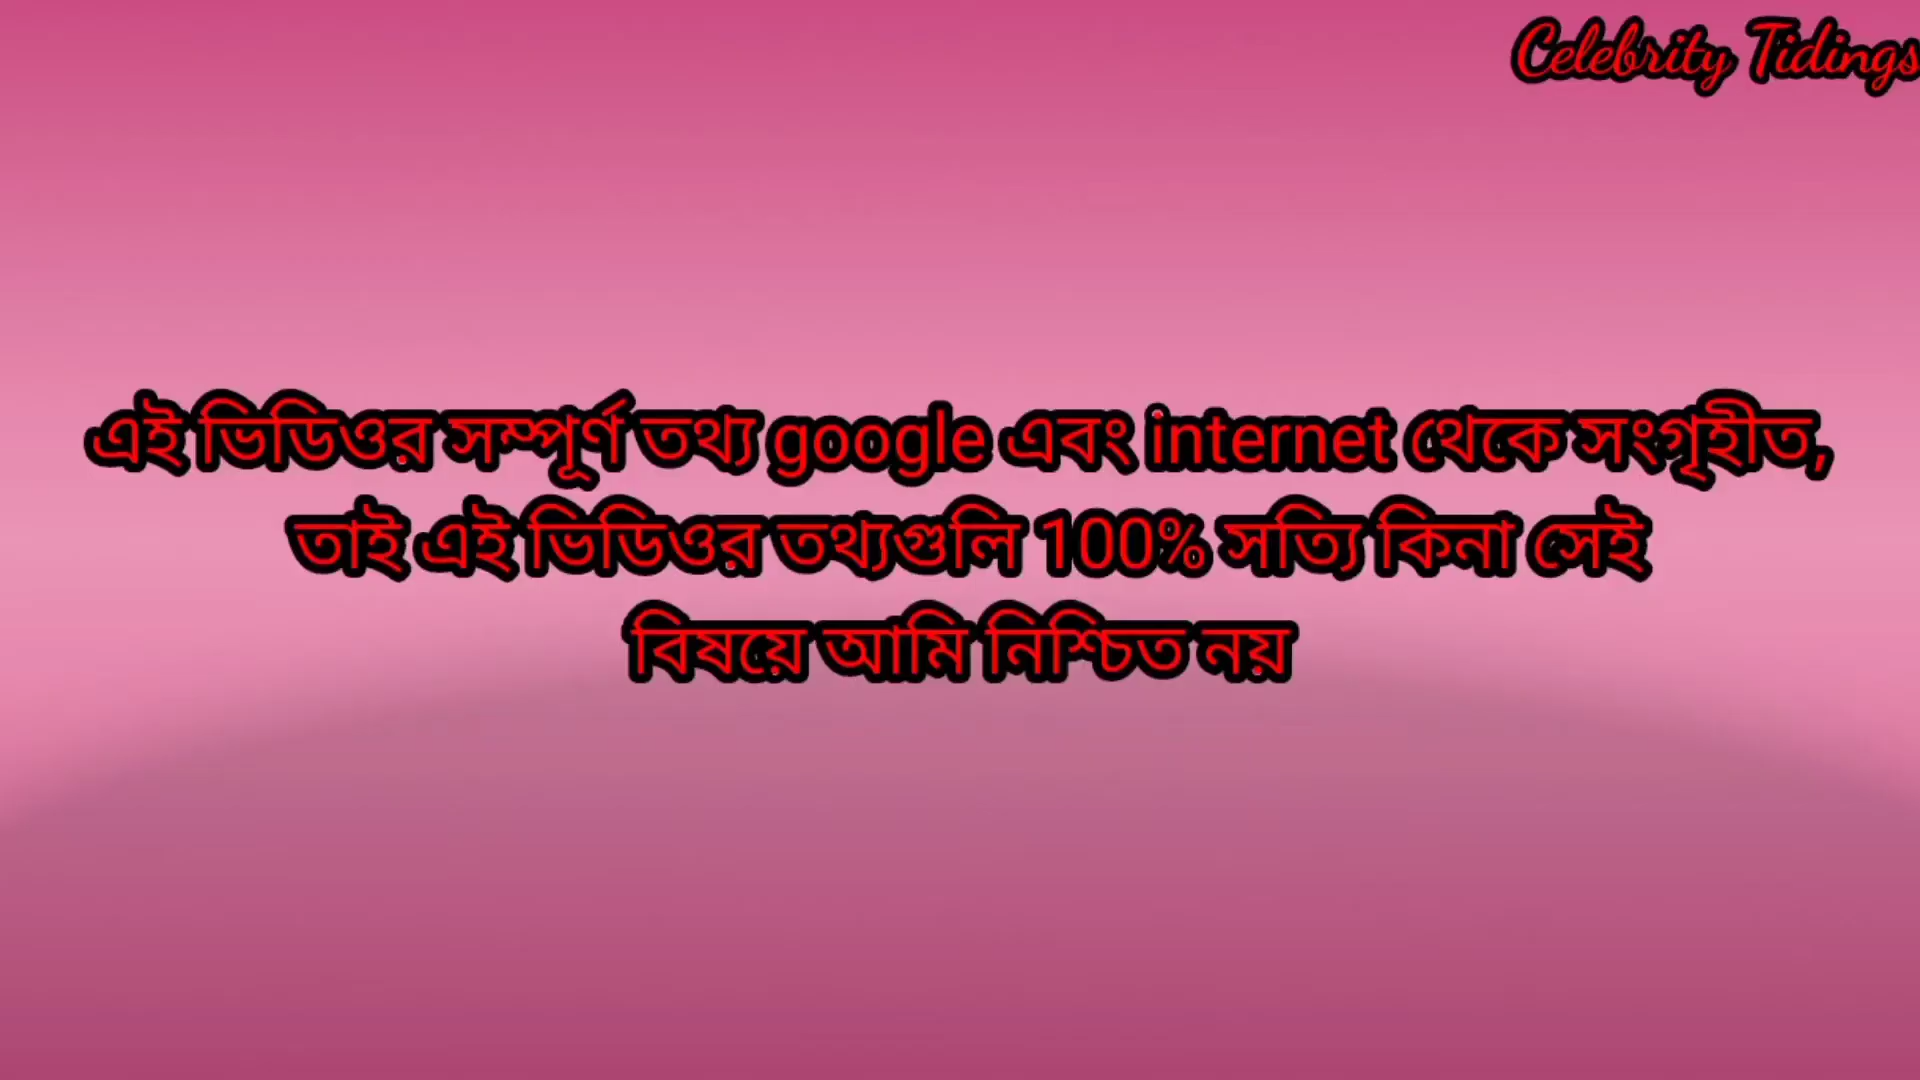 Celebrity Tidings
এই ভিডিওর সম্পূর্ণ তথ্য google এবং internet থেকে সংগৃহীত,
তাই এই ভিডিওর তথ্যগুলি 100% সত্যি কিনা সেই
বিষয়ে আমি নিশ্চিত নয়